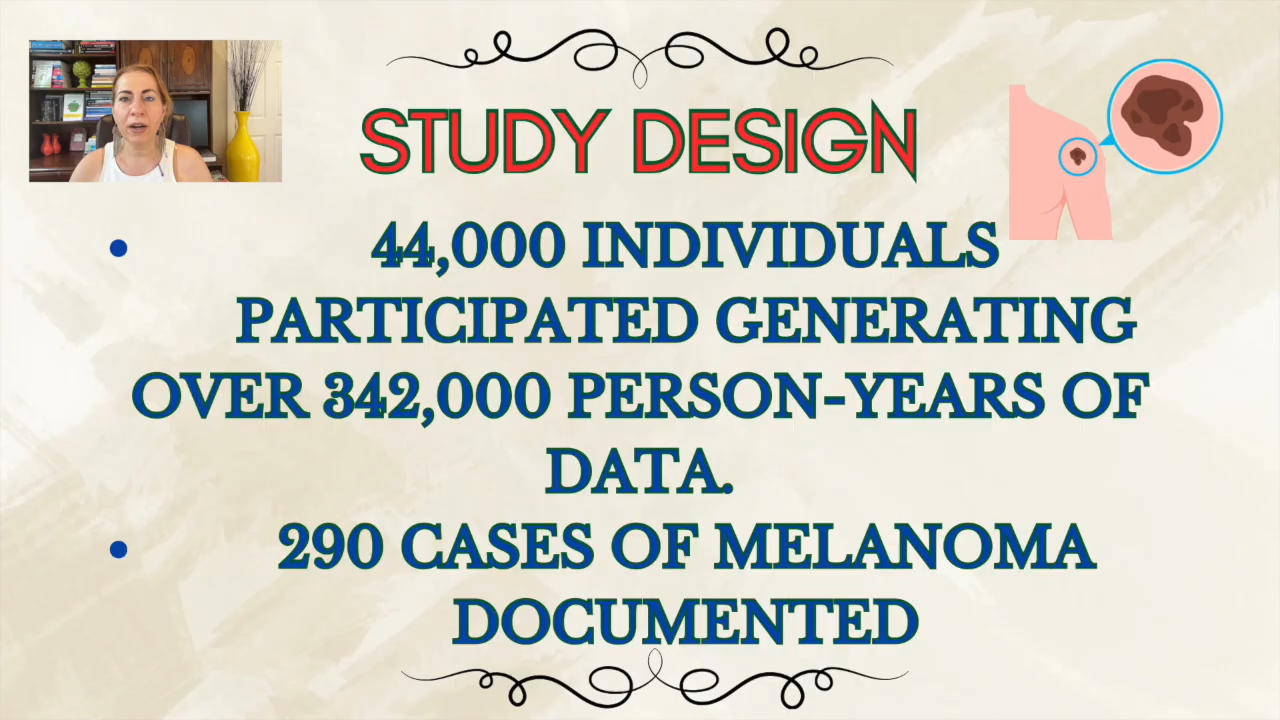 STUDY DESIGN
• 44,000 INDIVIDUALS
PARTICIPATED GENERATING
OVER 342,000 PERSON-YEARS OF
DATA.
• 290 CASES OF MELANOMA
DOCUMENTED